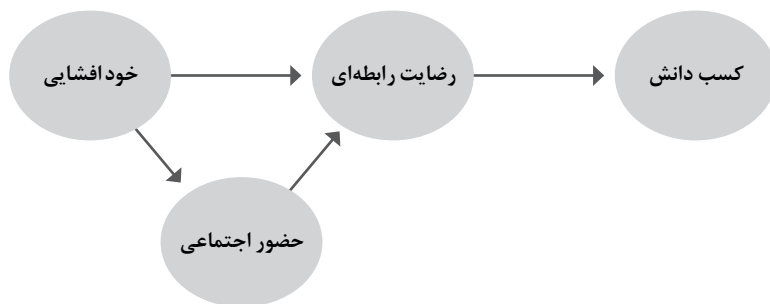 خودافشایی
رضایت رابطه‌ای
کسب دانش
حضور اجتماعی